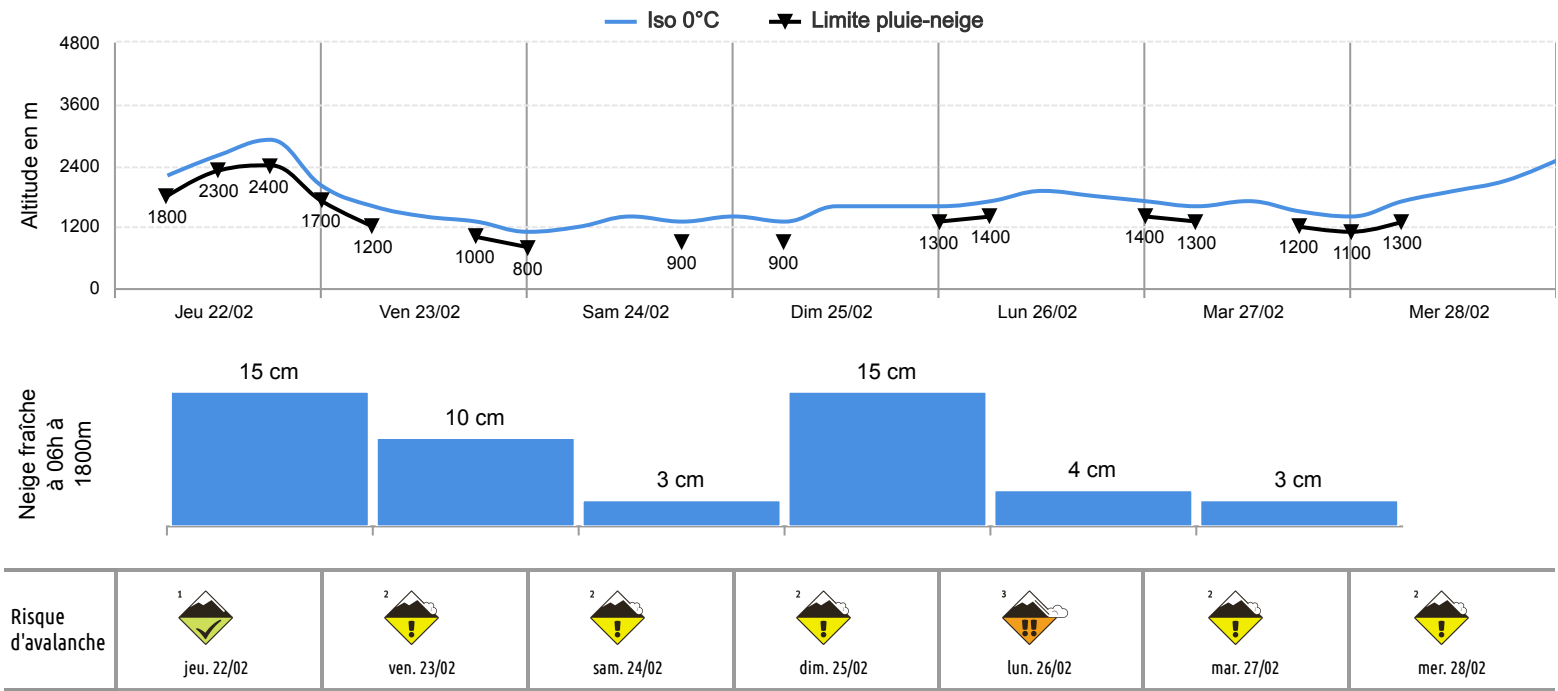 Iso 0°C Limite pluie-neige
Altitude en m
4800
3600
2400
1200
0
1800 2300 2400 1700 1200 1000 800 900 900 1300 1400 1400 1300 1200 1100 1300
Jeu 22/02 Ven 23/02 Sam 24/02 Dim 25/02 Lun 26/02 Mar 27/02 Mer 28/02
Neige fraîche
à 06h à
1800m
15 cm 10 cm 3 cm 15 cm 4 cm 3 cm
Risque
d'avalanche
1 2 2 2 3 2 2
! ! ! !! ! !
jeu. 22/02 ven. 23/02 sam. 24/02 dim. 25/02 lun. 26/02 mar. 27/02 mer. 28/02